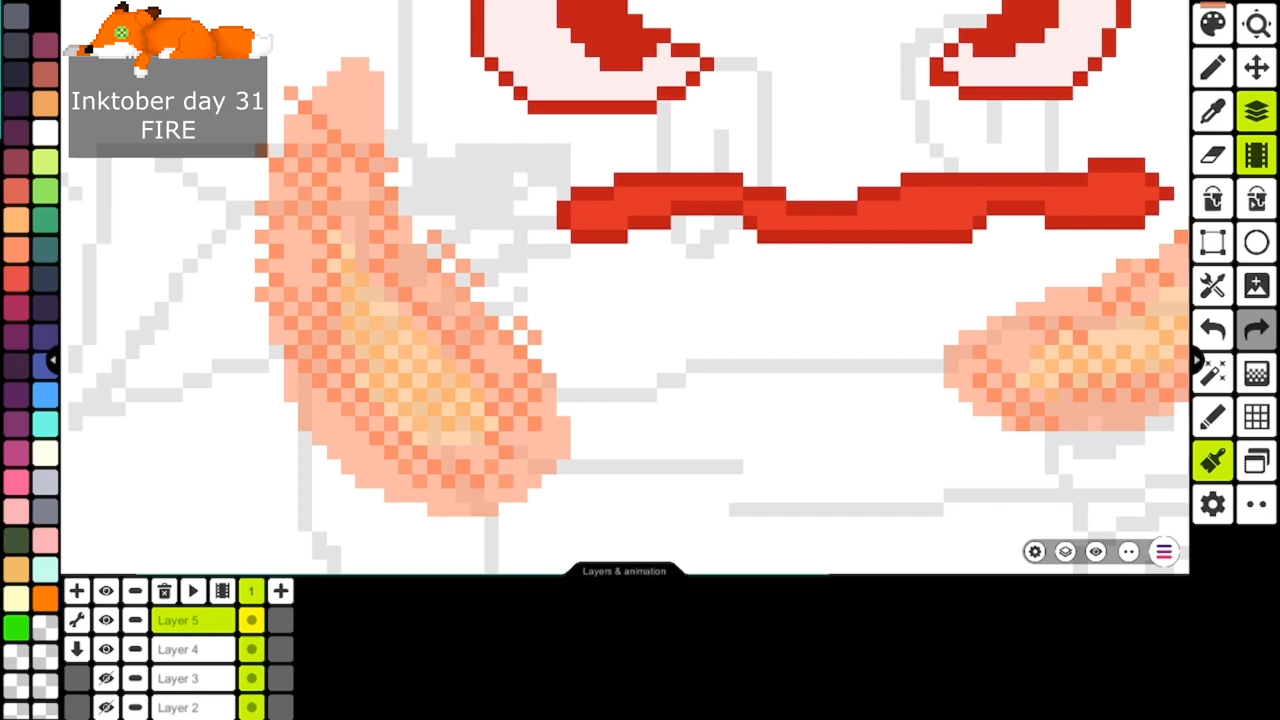 Inktober day 31
FIRE
Layers & animation
1
Layer 5
Layer 4
Layer 3
Layer 2